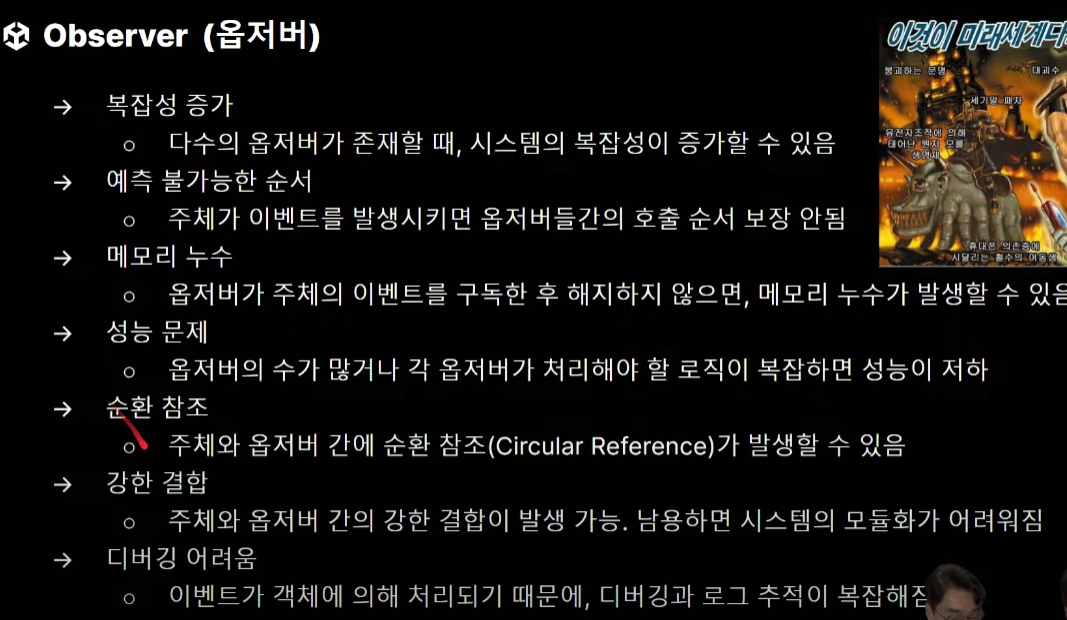 Observer (옵저버)
→ 복잡성 증가
○ 다수의 옵저버가 존재할 때, 시스템의 복잡성이 증가할 수 있음
→ 예측 불가능한 순서
○ 주체가 이벤트를 발생시키면 옵저버들간의 호출 순서 보장 안됨
→ 메모리 누수
○ 옵저버가 주체의 이벤트를 구독한 후 해지하지 않으면, 메모리 누수가 발생할 수 있음
→ 성능 문제
○ 옵저버의 수가 많거나 각 옵저버가 처리해야 할 로직이 복잡하면 성능이 저하
→ 순환 참조
○ 주체와 옵저버 간에 순환 참조(Circular Reference)가 발생할 수 있음
→ 강한 결합
○ 주체와 옵저버 간의 강한 결합이 발생 가능. 남용하면 시스템의 모듈화가 어려워짐
→ 디버깅 어려움
○ 이벤트가 객체에 의해 처리되기 때문에, 디버깅과 로그 추적이 복잡해짐
이것이 미래세계다
붕괴하는 문명
대괴수
세기말 패자
유전자조작에 의해
태어난 뭔지 모를
생명체
휴대폰 의존증에
시달리는 철수의 여동생